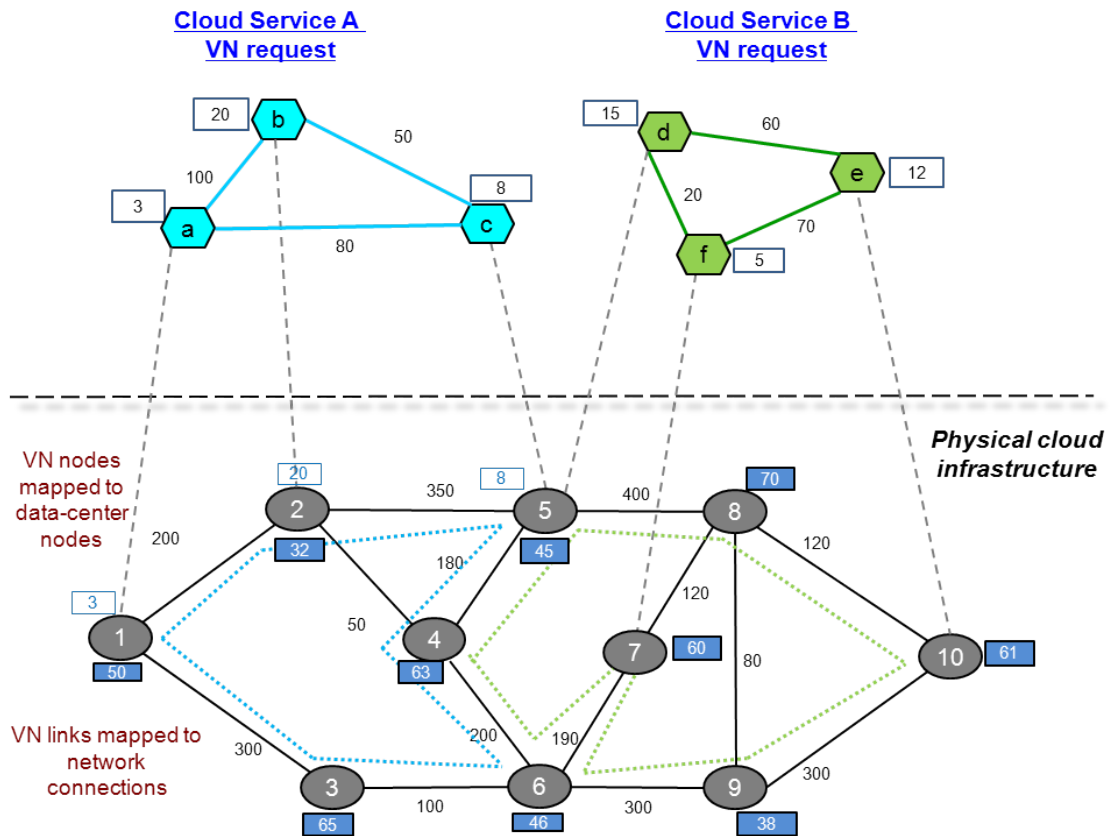 Cloud Service A
VN request
Cloud Service B
VN request
20
b
50
15
d
60
100
8
e
12
3
20
a
c
70
80
f
5
Physical cloud
infrastructure
VN nodes
mapped to
data-center
nodes
20
8
70
350
400
2
5
8
200
32
45
120
180
3
120
50
1
4
7
60
10
61
50
63
80
VN links mapped to
network
connections
200
190
300
300
3
6
9
100
300
65
46
38